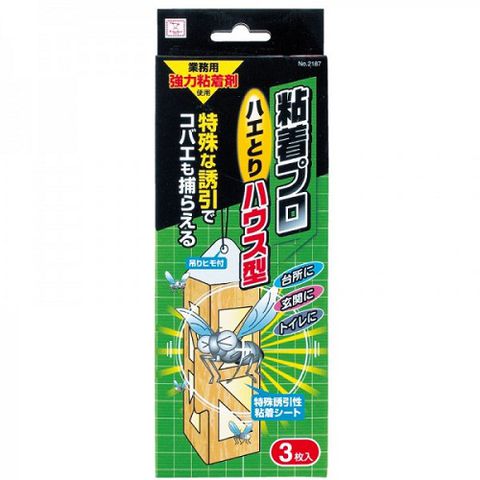 No.2187
業務用
強力粘着剤
使用
粘着プロ
ハエとり
ハウス型
特殊な誘引で
コバエも捕らえる
吊りヒモ付
台所に
玄関に
トイレに
特殊誘引性
粘着シート
3枚入